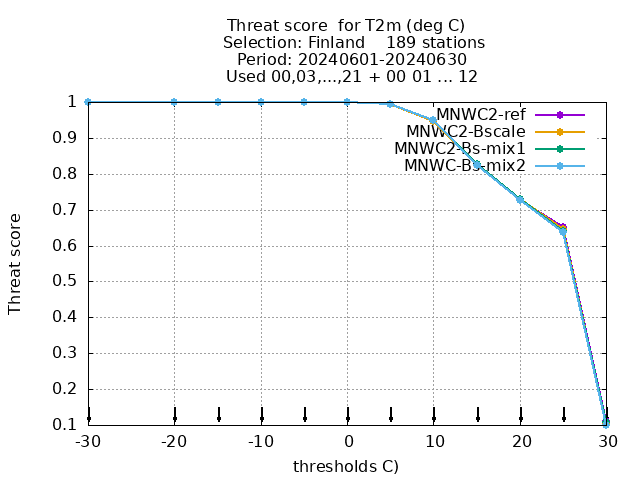 Threat score  for T2m (deg C)
Selection: Finland    189 stations
Period: 20240601-20240630
Used 00,03,...,21 + 00 01 ... 12
MNWC2-ref
MNWC2-Bscale
MNWC2-Bs-mix1
MNWC-Bs-mix2
Threat score
1
0.9
0.8
0.7
0.6
0.5
0.4
0.3
0.2
0.1
-30 -20 -10 0 10 20 30
thresholds C)